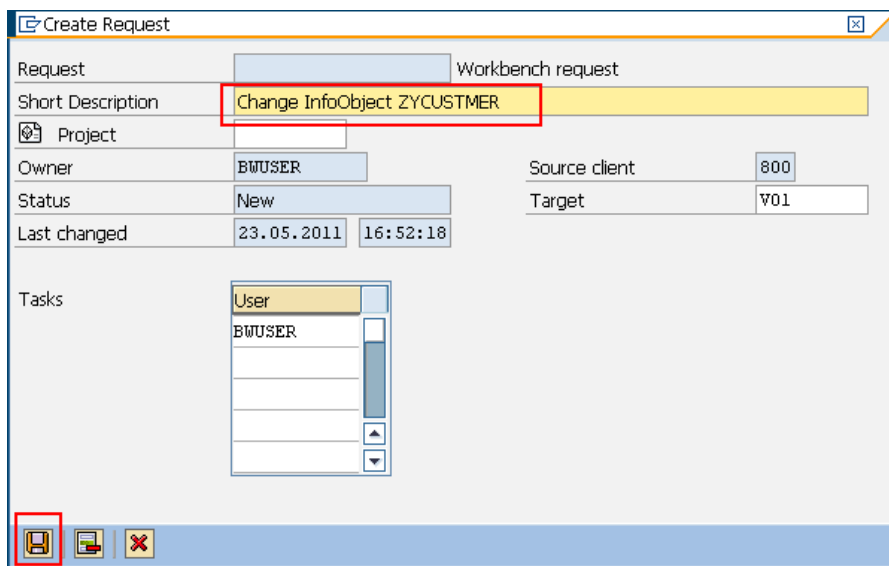 Create Request
Request Workbench request
Short Description Change InfoObject ZYCUSTMER
Project
Owner BWUSER Source client 800
Status New Target V01
Last changed 23.05.2011 16:52:18
Tasks User
BWUSER